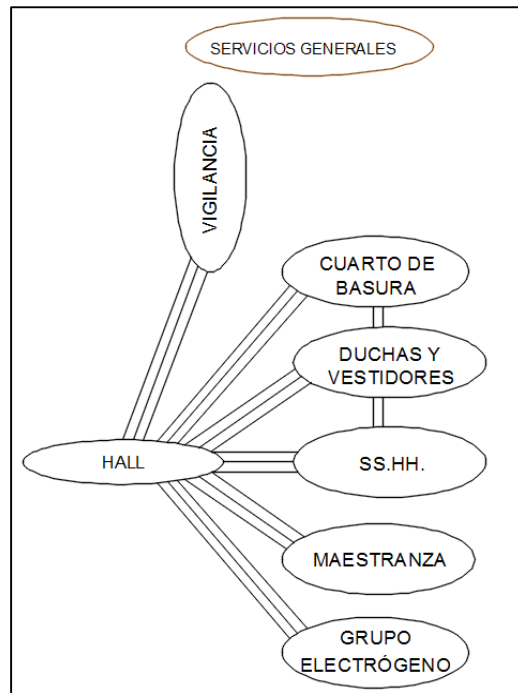 SERVICIOS GENERALES
VIGILANCIA
CUARTO DE
BASURA
DUCHAS Y
VESTIDORES
HALL
SS.HH.
MAESTRANZA
GRUPO
ELECTRÓGENO